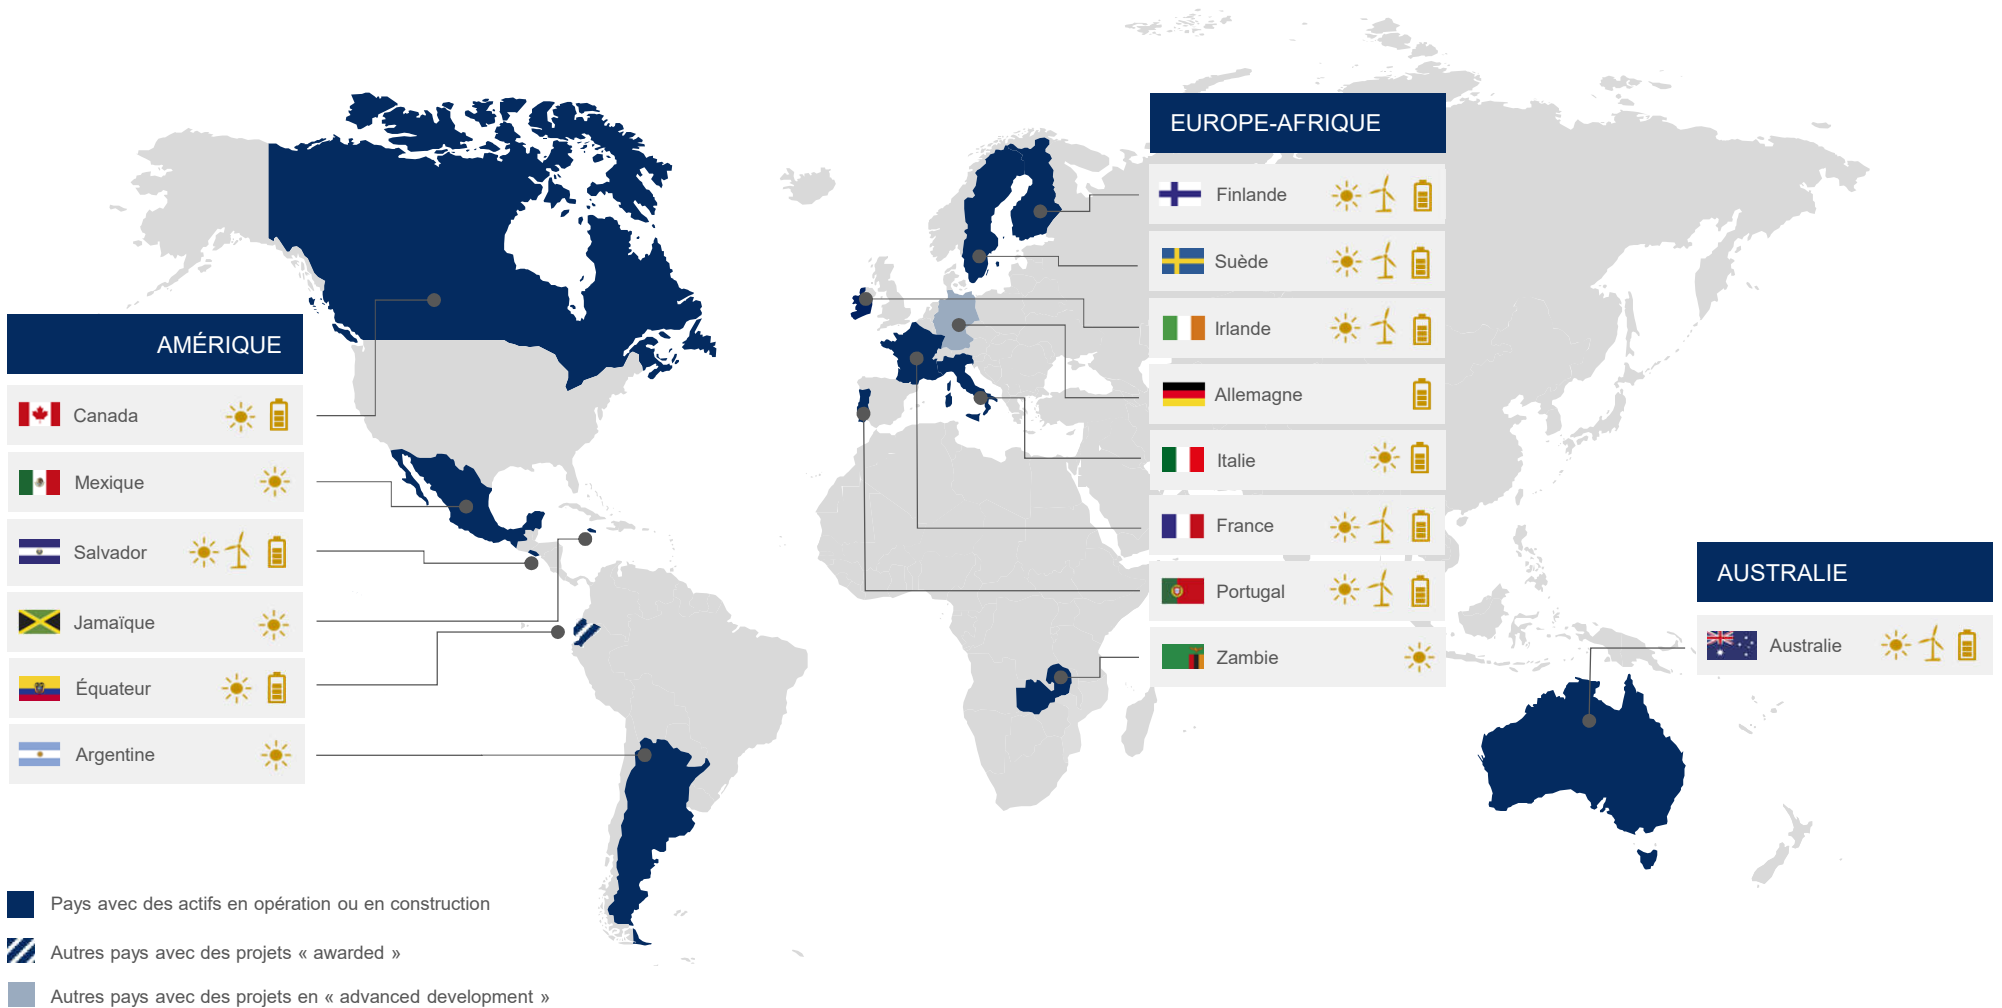 AMÉRIQUE
Canada
Mexique
Salvador
Jamaïque
Équateur
Argentine
EUROPE-AFRIQUE
Finlande
Suède
Irlande
Allemagne
Italie
France
Portugal
Zambie
AUSTRALIE
Australie
Pays avec des actifs en opération ou en construction
Autres pays avec des projets « awarded »
Autres pays avec des projets en « advanced development »